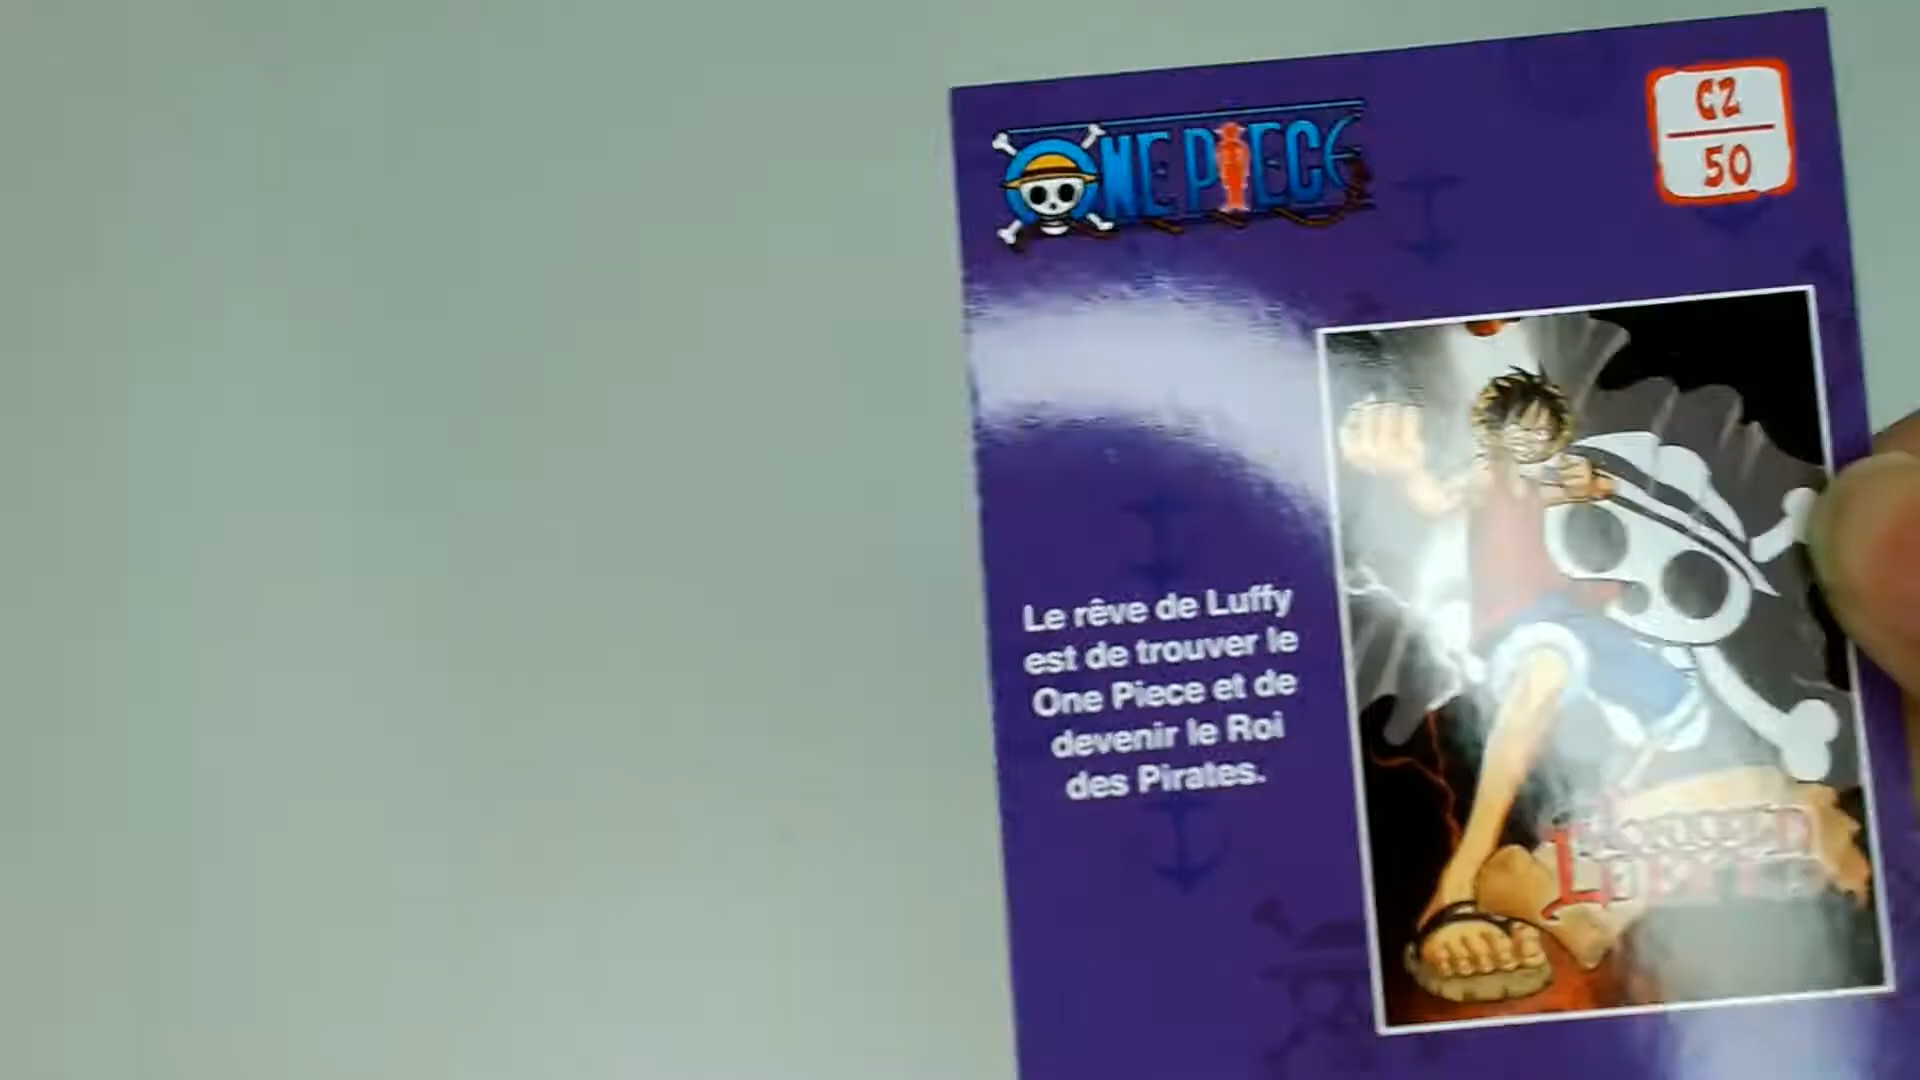 ONE PIECE
C2
50
Le rêve de Luffy
est de trouver le
One Piece et de
devenir le Roi
des Pirates.